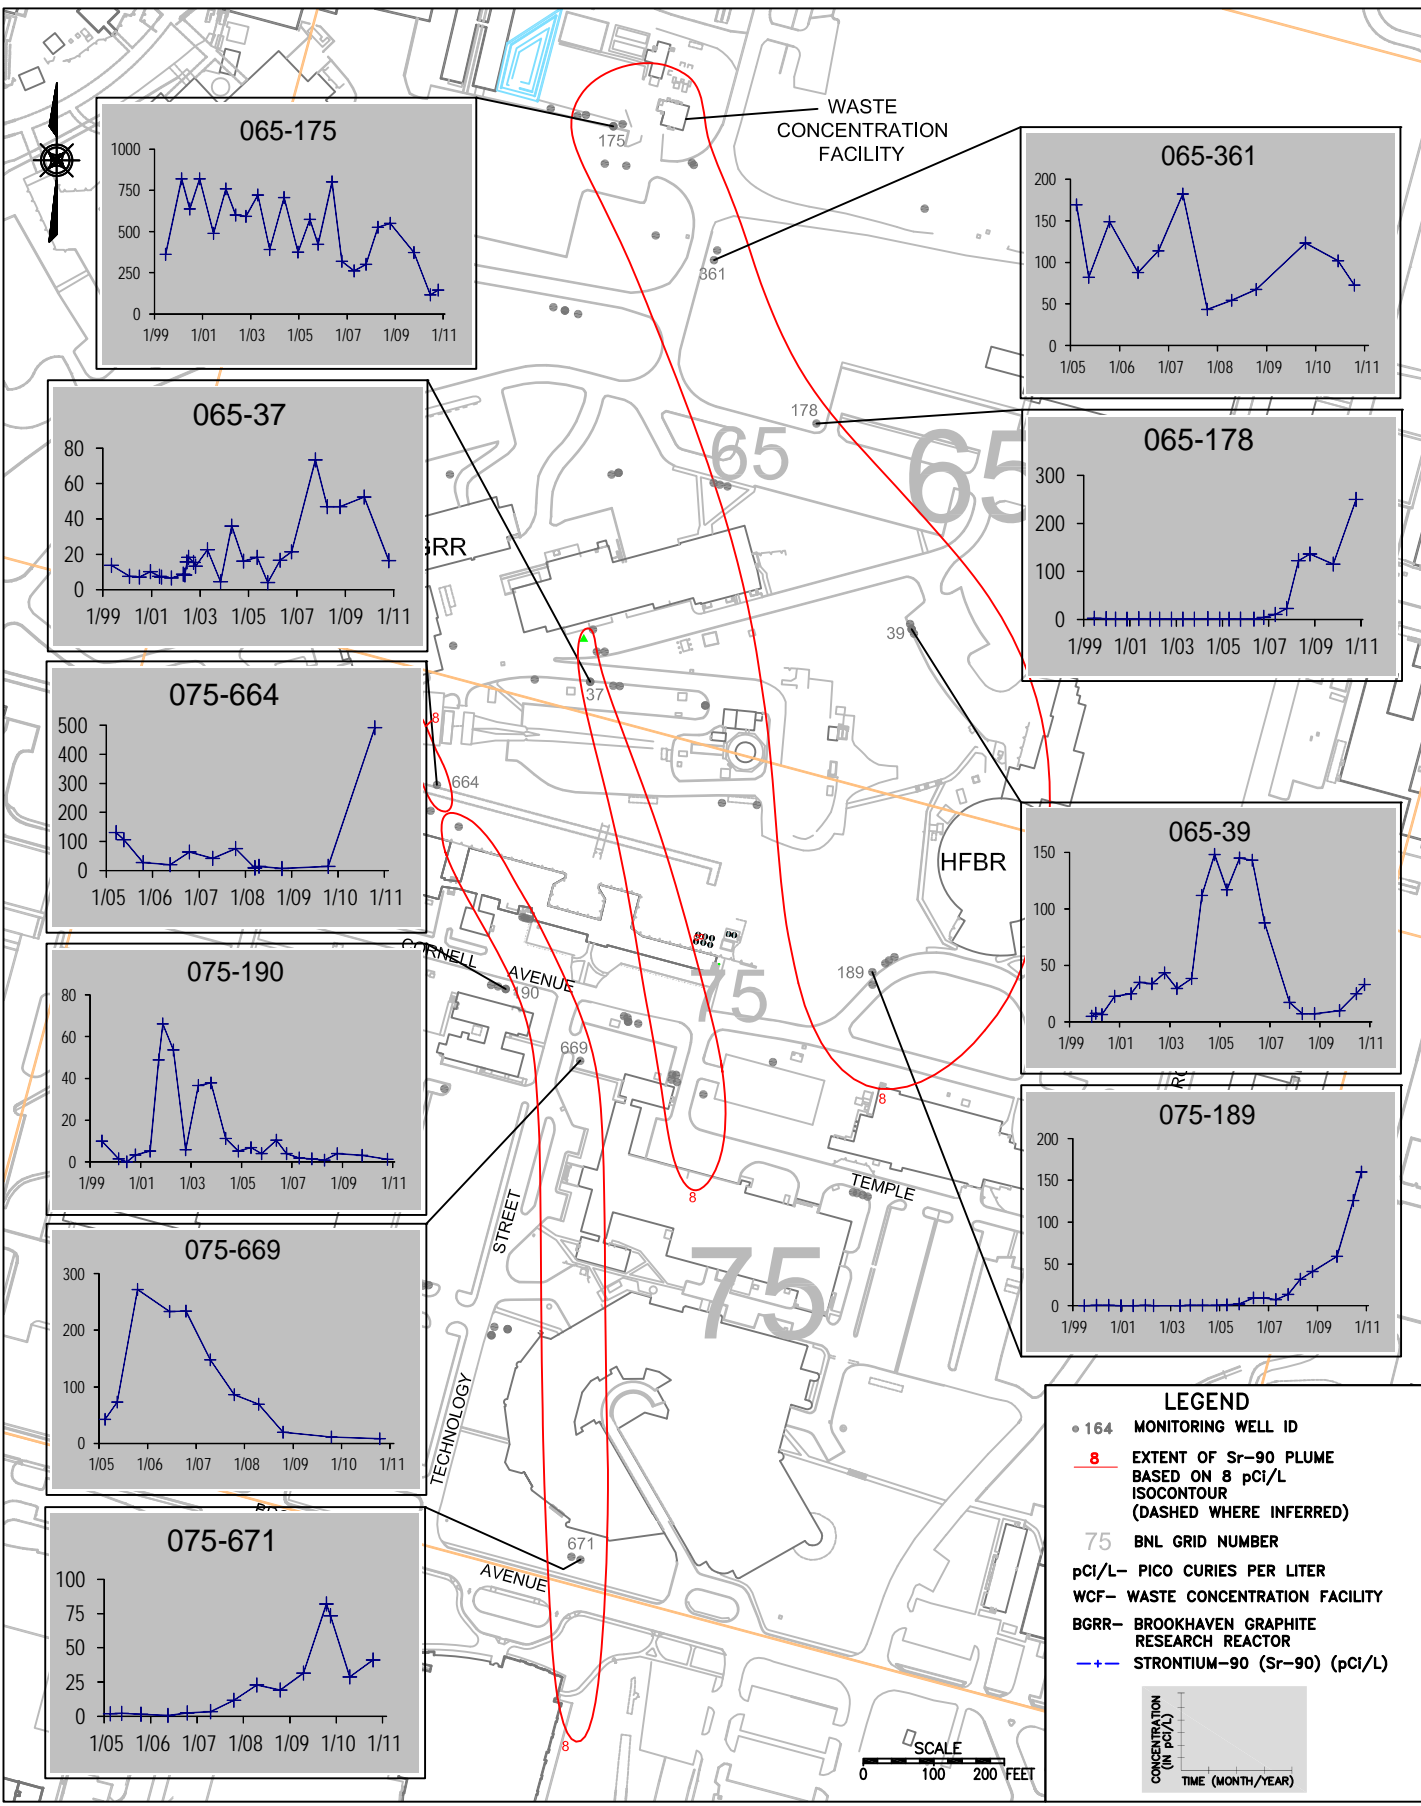 WASTE
CONCENTRATION
FACILITY
065-175
1000
750
500
250
0
1/99 1/01 1/03 1/05 1/07 1/09 1/11
175
065-361
200
150
100
50
0
1/05 1/06 1/07 1/08 1/09 1/10 1/11
361
065-37
80
60
40
20
0
1/99 1/01 1/03 1/05 1/07 1/09 1/11
178
65
65
065-178
300
200
100
0
1/99 1/01 1/03 1/05 1/07 1/09 1/11
GRR
39
37
075-664
500
400
300
200
100
0
1/05 1/06 1/07 1/08 1/09 1/10 1/11
8
664
065-39
150
100
50
0
1/99 1/01 1/03 1/05 1/07 1/09 1/11
HFBR
075-190
80
60
40
20
0
1/99 1/01 1/03 1/05 1/07 1/09 1/11
CORNELL
AVENUE
190
75
189
669
8
075-189
200
150
100
50
0
1/99 1/01 1/03 1/05 1/07 1/09 1/11
TEMPLE
8
STREET
075-669
300
200
100
0
1/05 1/06 1/07 1/08 1/09 1/10 1/11
75
TECHNOLOGY
075-671
100
75
50
25
0
1/05 1/06 1/07 1/08 1/09 1/10 1/11
671
AVENUE
8
SCALE
0 100 200 FEET
LEGEND
164 MONITORING WELL ID
8 EXTENT OF Sr-90 PLUME
BASED ON 8 pCi/L
ISOCONTOUR
(DASHED WHERE INFERRED)
75 BNL GRID NUMBER
pCi/L- PICO CURIES PER LITER
WCF- WASTE CONCENTRATION FACILITY
BGRR- BROOKHAVEN GRAPHITE
RESEARCH REACTOR
STRONTIUM-90 (Sr-90) (pCi/L)
CONCENTRATION
(IN pCi/L)
TIME (MONTH/YEAR)